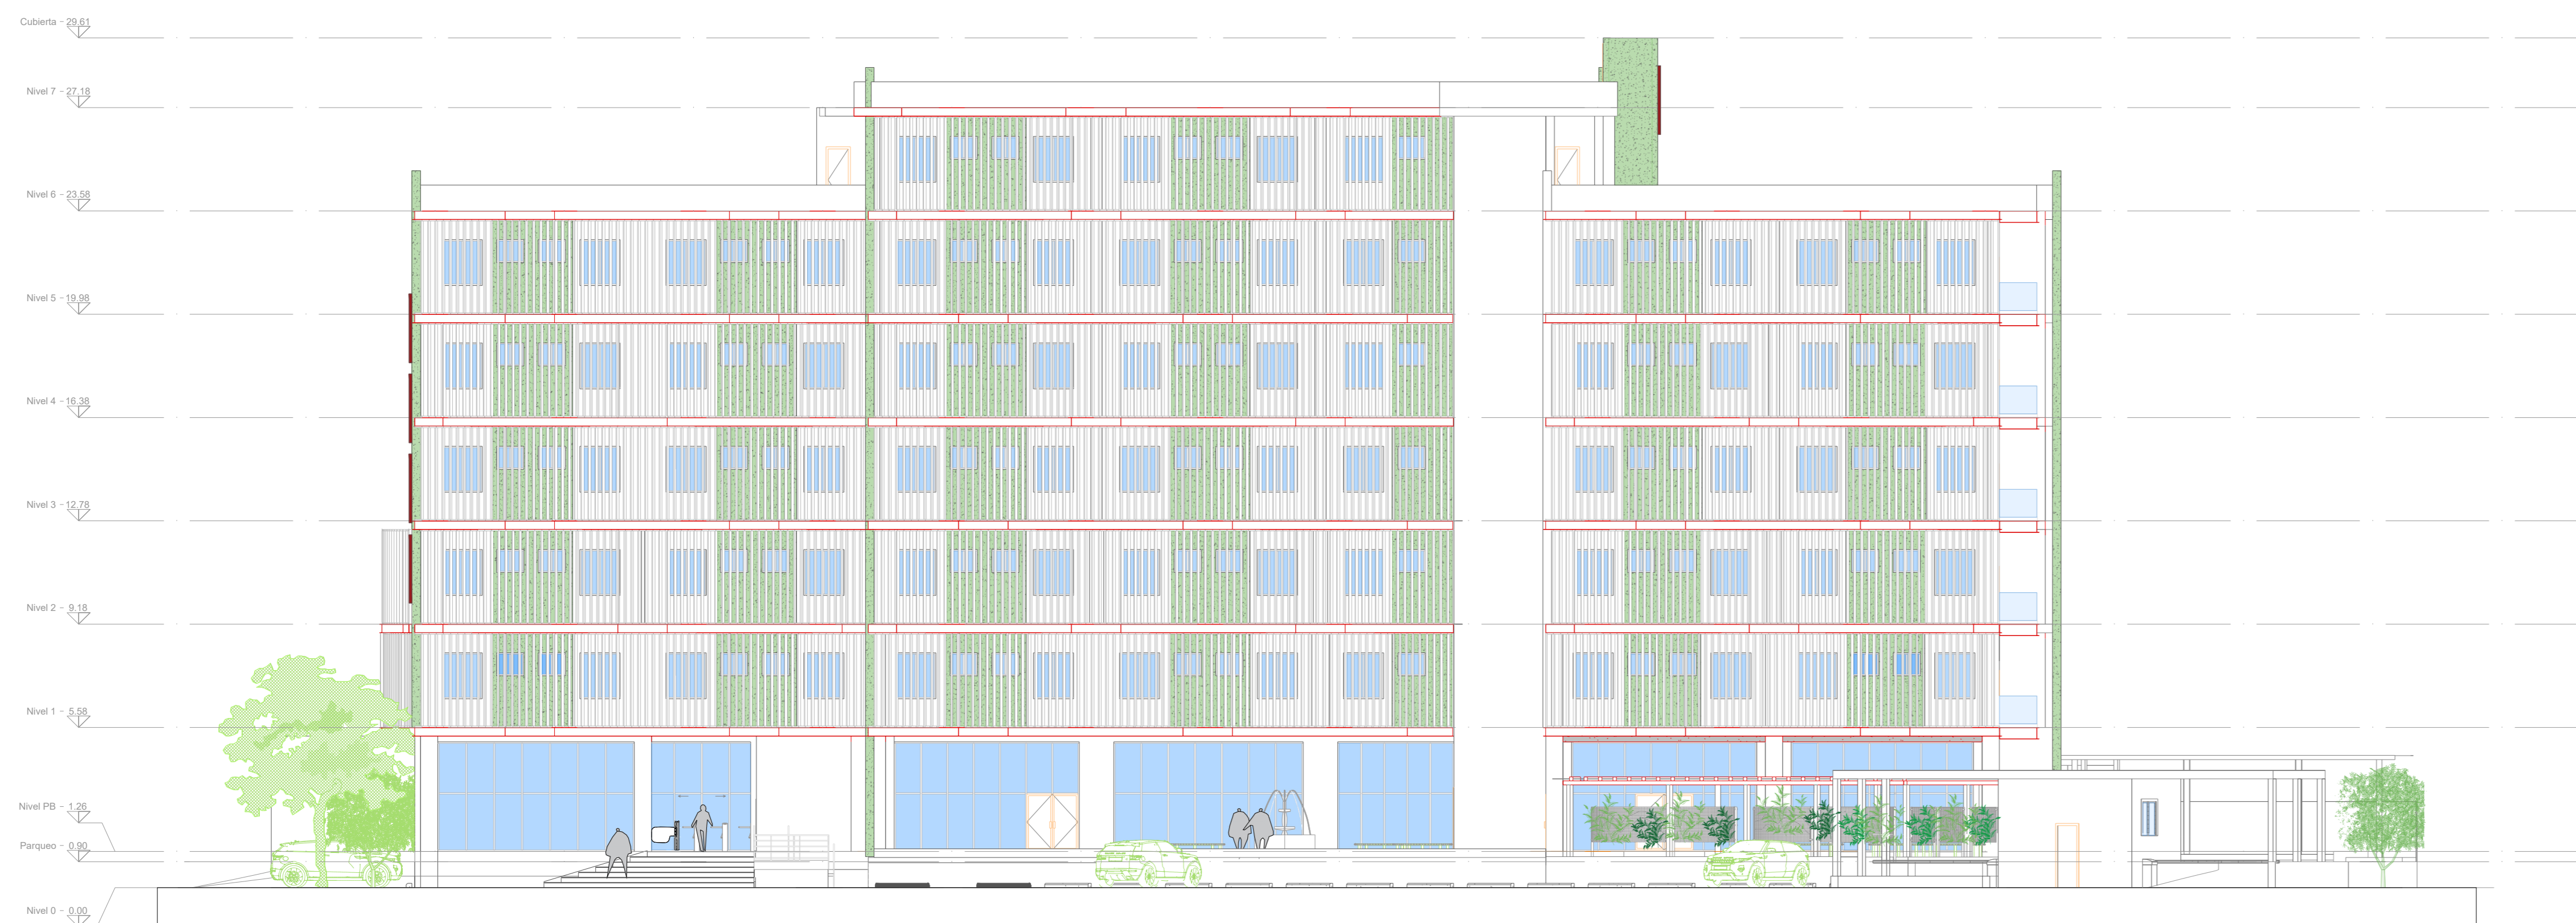 Cubierta - 29.61
Nivel 7 - 27.18
Nivel 6 - 23.58
Nivel 5 - 19.98
Nivel 4 - 16.38
Nivel 3 - 12.78
Nivel 2 - 9.18
Nivel 1 - 5.58
Nivel PB - 1.26
Parqueo - 0.90
Nivel 0 - 0.00